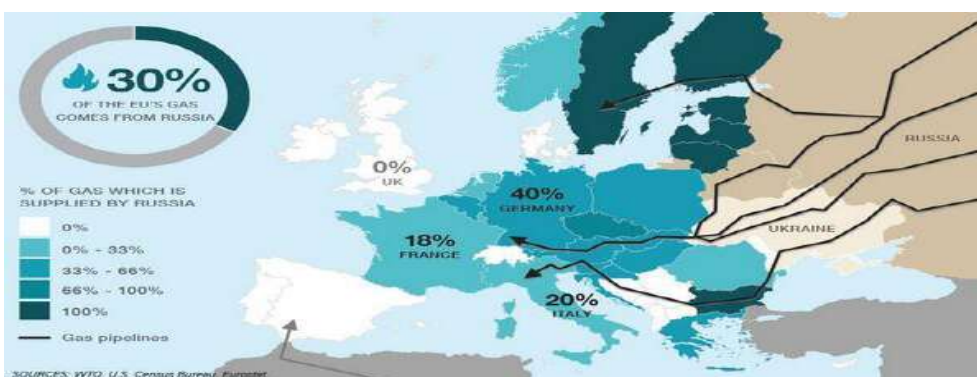 30%
OF THE EU'S GAS
COMES FROM RUSSIA
% OF GAS WHICH IS
SUPPLIED BY RUSSIA
0%
0% - 33%
33% - 66%
66% - 100%
100%
Gas pipelines
0%
UK
40%
GERMANY
18%
FRANCE
20%
ITALY
UKRAINE
RUSSIA
SOURCES: WTO, U.S. Census Bureau, Eurostat